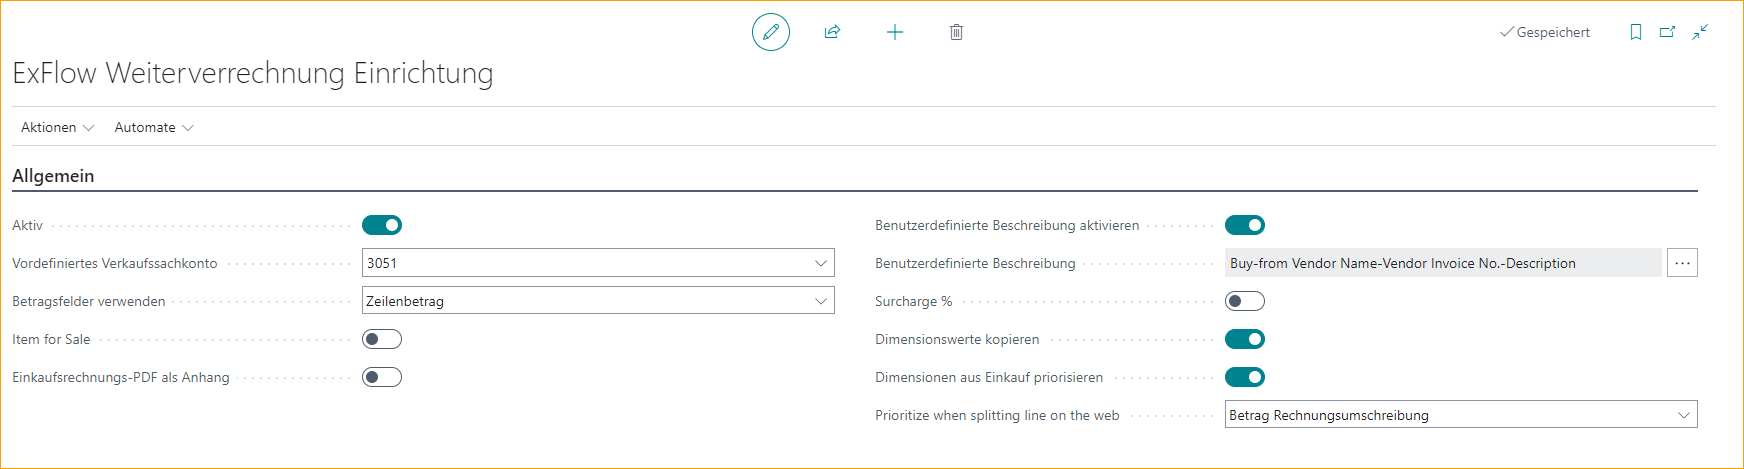 Gespeichert
ExFlow Weiterverrechnung Einrichtung
Aktionen Automate
Allgemein
Aktiv
Vordefiniertes Verkaufssachkonto 3051
Betragsfelder verwenden Zeilenbetrag
Item for Sale
Einkaufsrechnungs-PDF als Anhang
Benutzerdefinierte Beschreibung aktivieren
Benutzerdefinierte Beschreibung Buy-from Vendor Name-Vendor Invoice No.-Description ...
Surcharge %
Dimensionswerte kopieren
Dimensionen aus Einkauf priorisieren
Prioritize when splitting line on the web Betrag Rechnungsumschreibung